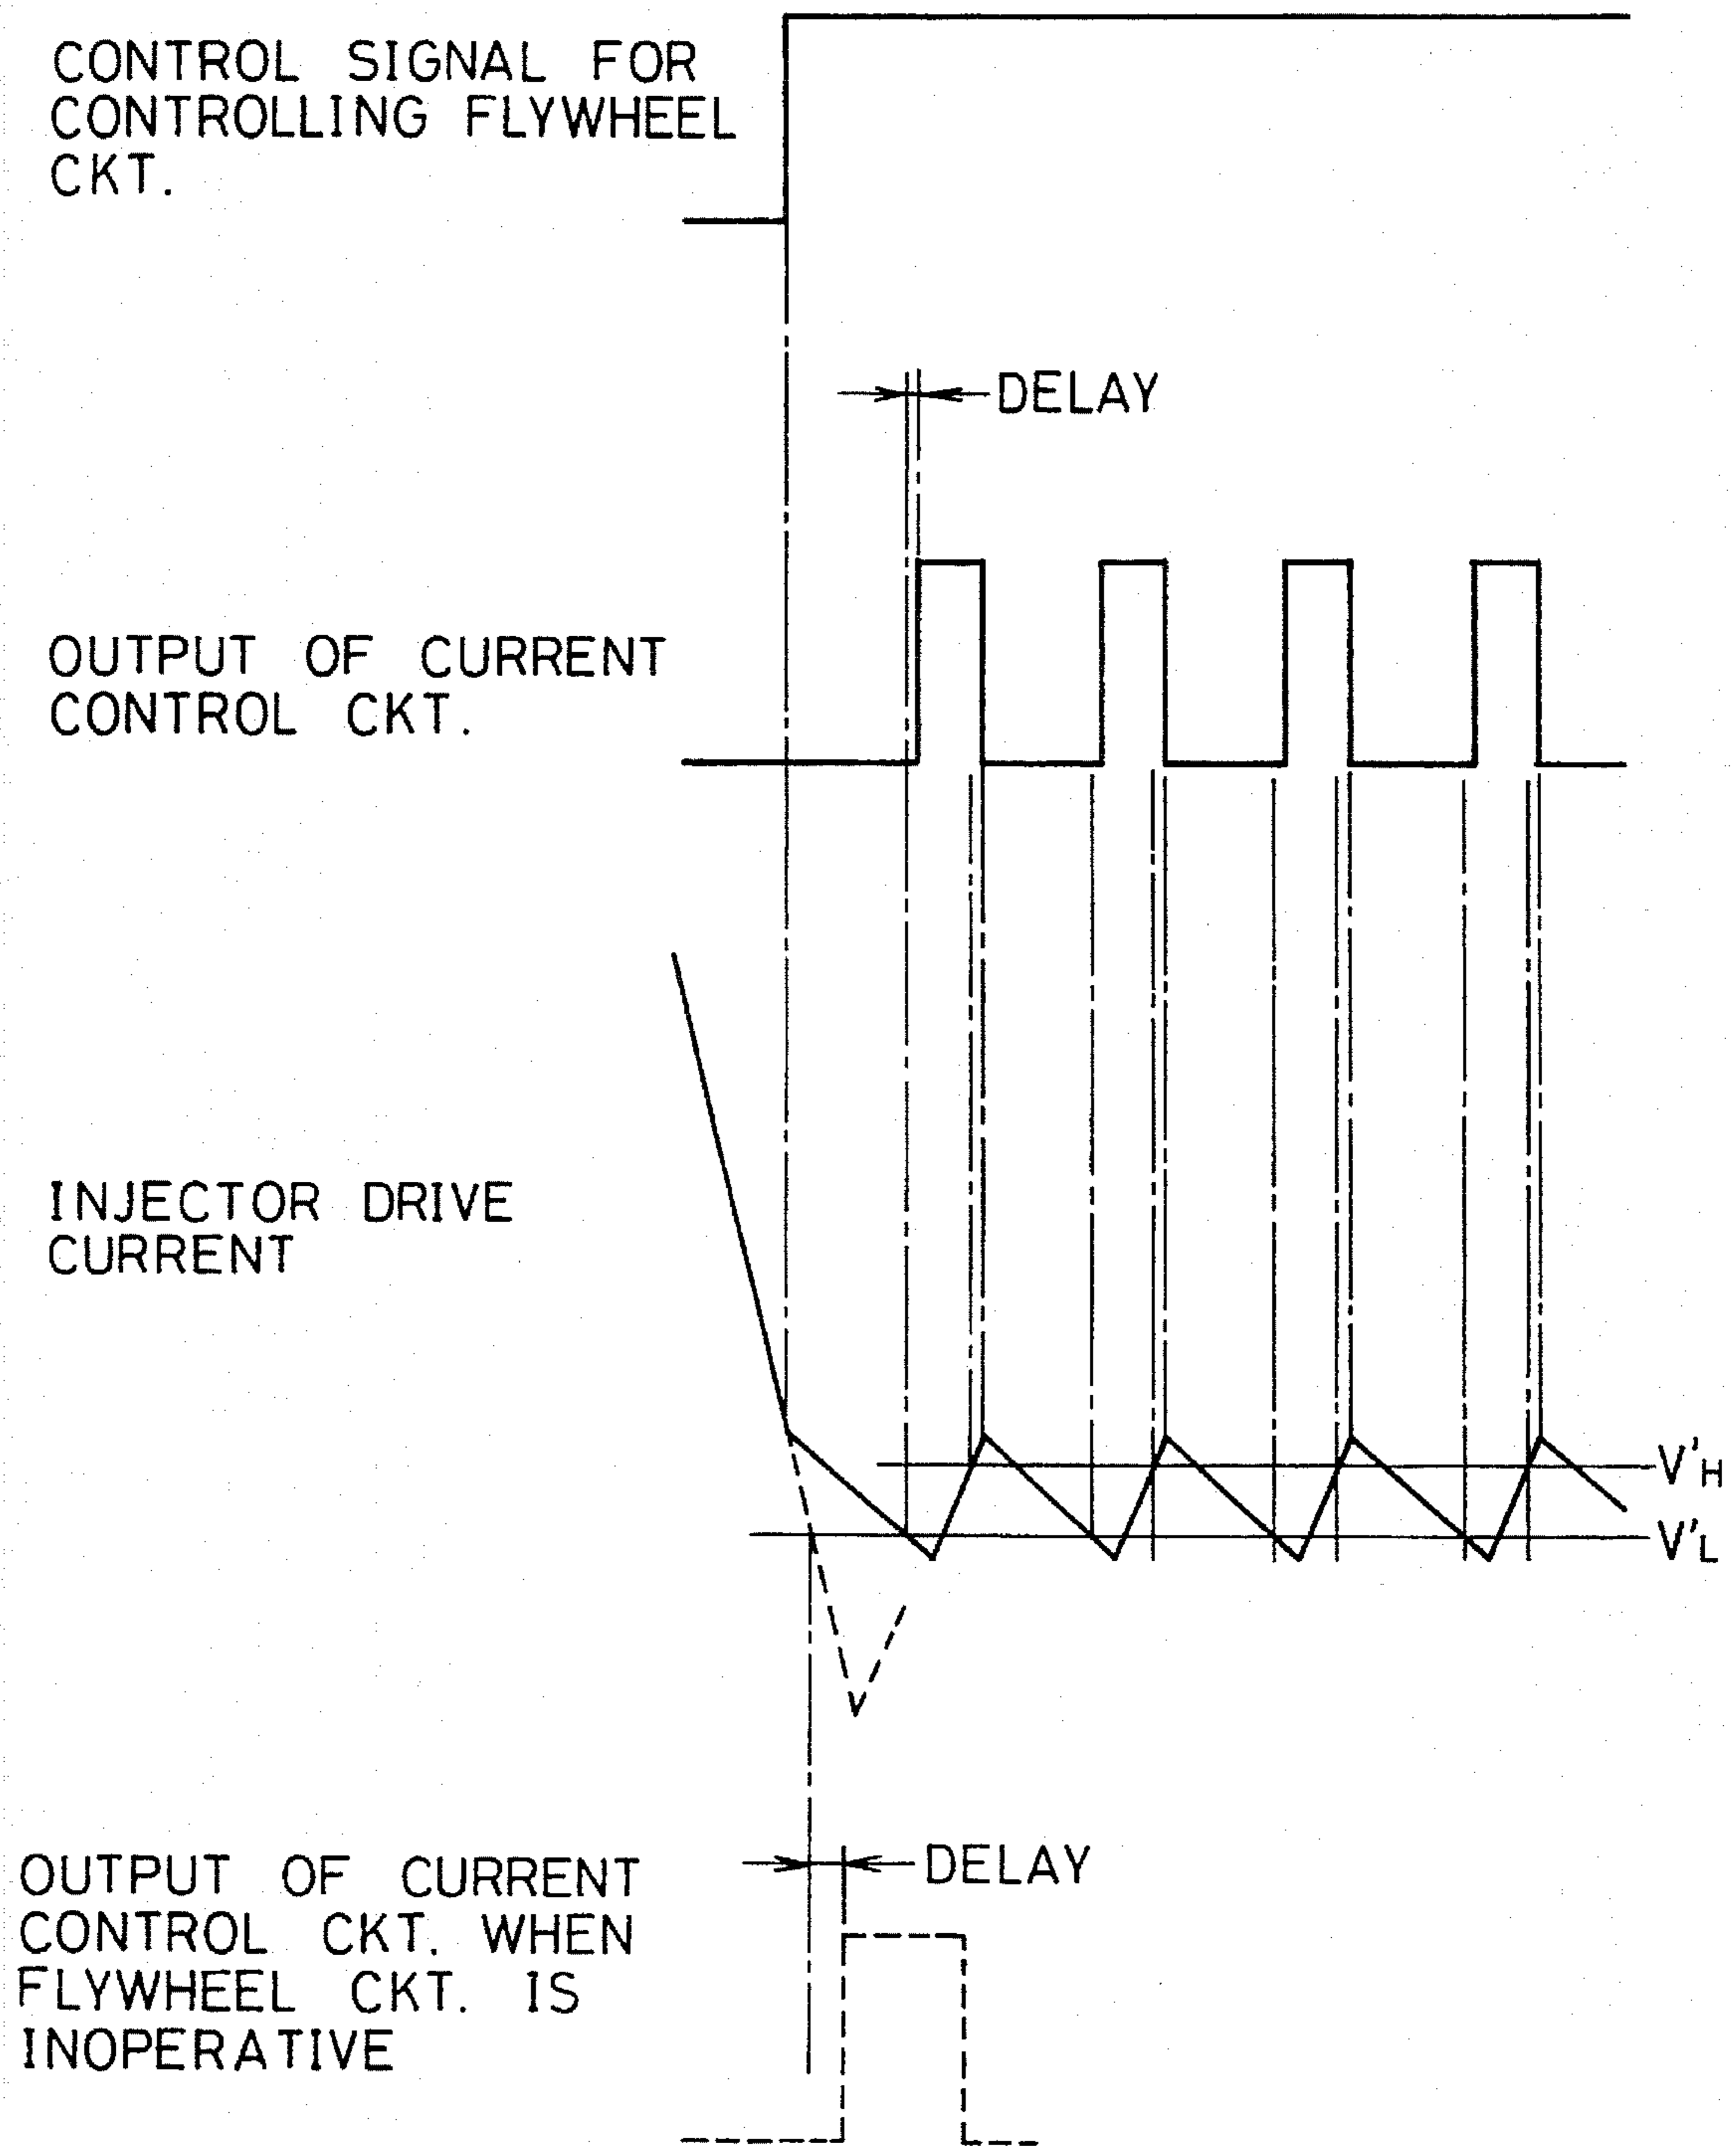 CONTROL SIGNAL FOR
CONTROLLING FLYWHEEL
CKT.
DELAY
OUTPUT OF CURRENT
CONTROL CKT.
INJECTOR DRIVE
CURRENT
V'H
V'L
DELAY
OUTPUT OF CURRENT
CONTROL CKT. WHEN
FLYWHEEL CKT. IS
INOPERATIVE